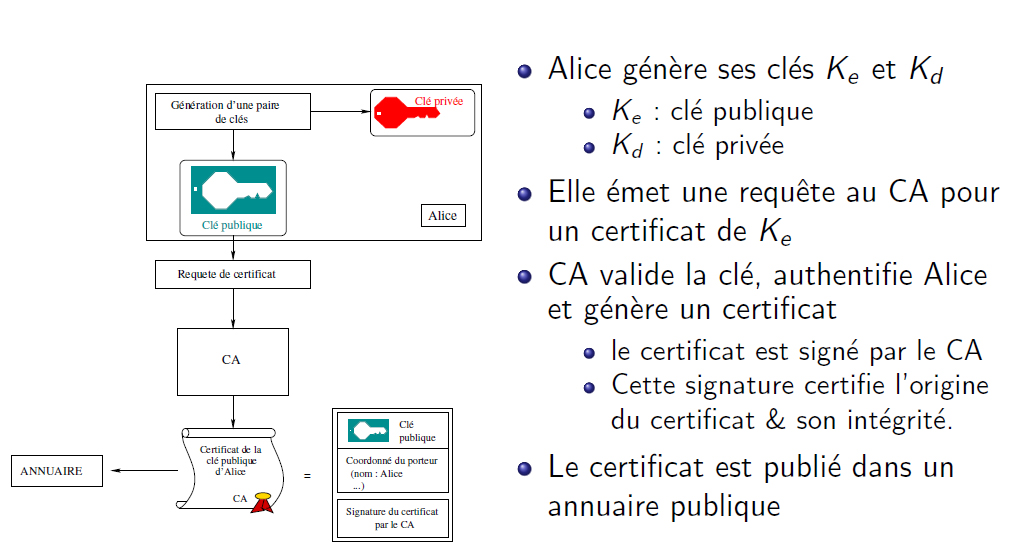 Génération d'une paire
de clés
Clé privée
Clé publique
Alice
Requete de certificat
CA
Certificat de la
clé publique
d'Alice
CA
ANNUAIRE
=
Clé
publique
Coordonné du porteur
(nom : Alice
...)
Signature du certificat
par le CA
Alice génère ses clés Ke et Kd
Ke : clé publique
Kd : clé privée
Elle émet une requête au CA pour
un certificat de Ke
CA valide la clé, authentifie Alice
et génère un certificat
le certificat est signé par le CA
Cette signature certifie l'origine
du certificat & son intégrité.
Le certificat est publié dans un
annuaire publique